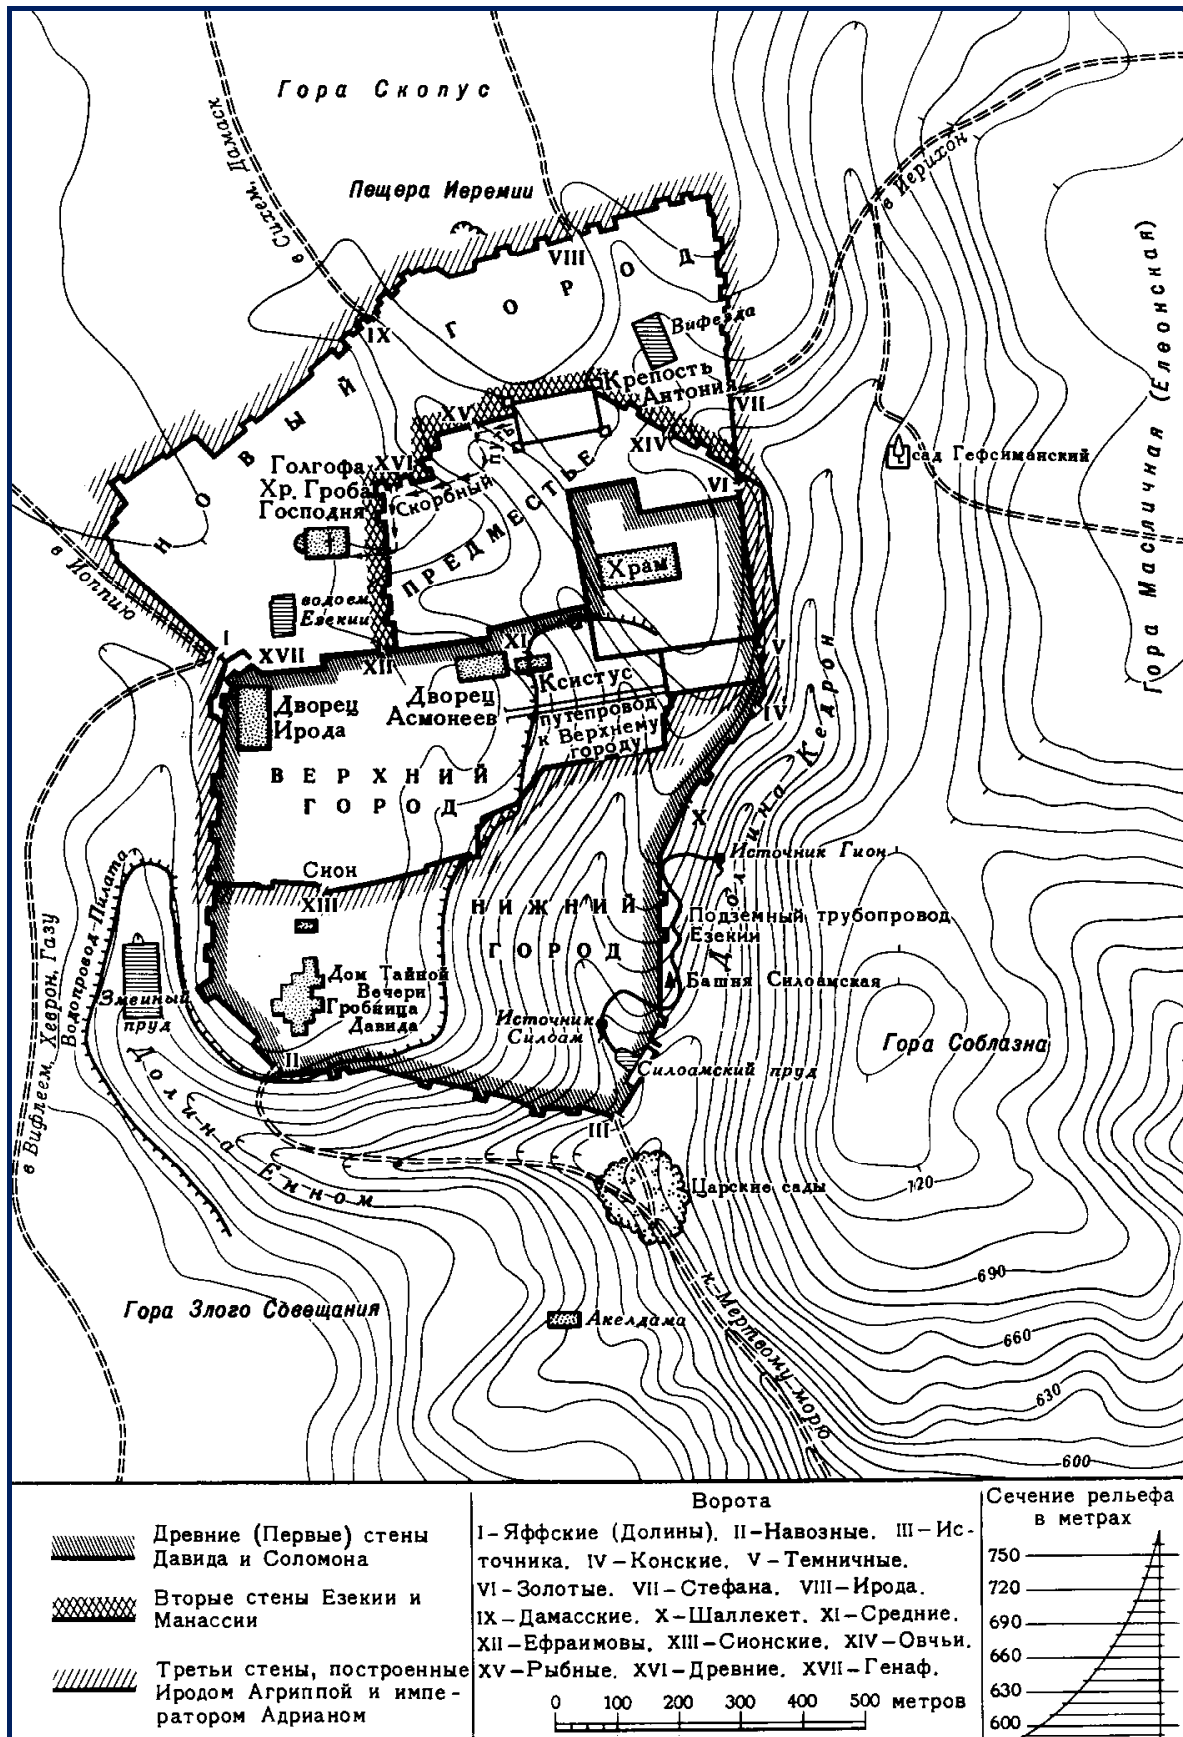 Гора Скопус
в Сихем, Дамаск
Пещера Иеремии
в Иерихон
Гора Масличная (Елеонская)
VIII
НОВЫЙ ГОРОД
IX
Вифезда
Крепость
Антония
VII
XV
XIV
сад Гефсиманский
Голгофа
XVI
Хр. Гроба
Господня
Скорбный путь
VI
ПРЕДМЕСТЬЕ
Храм
в Иоппию
водоем
Езекии
I
XVII
XII
XI
V
Дворец
Ирода
Дворец
Асмонеев
Ксистус
путепровод
к Верхнему
городу
IV
Долина Кедрон
ВЕРХНИЙ
ГОРОД
X
Источник Гион
Сион
XIII
НИЖНИЙ
ГОРОД
Подземный трубопровод
Езекии
Башня Силоамская
Водопровод Пилата
в Вифлеем, Хеврон, Газу
Змеиный
пруд
Дом Тайной
Вечери
Гробница
Давида
Источник
Силоам
Гора Соблазна
II
Силоамский пруд
III
Долина Енном
Царские сады
720
690
Гора Злого Совещания
Акелдама
к Мертвому морю
660
630
600
Древние (Первые) стены
Давида и Соломона
Вторые стены Езекии и
Манассии
Третьи стены, построенные
Иродом Агриппой и импе-
ратором Адрианом
Ворота
I-Яффские (Долины). II-Навозные. III-Ис-
точника. IV-Конские. V-Темничные.
VI-Золотые. VII-Стефана. VIII-Ирода.
IX-Дамасские. X-Шаллекет. XI-Средние.
XII-Ефраимовы. XIII-Сионские. XIV-Овчьи.
XV-Рыбные. XVI-Древние. XVII-Генаф.
0 100 200 300 400 500 метров
Сечение рельефа
в метрах
750
720
690
660
630
600